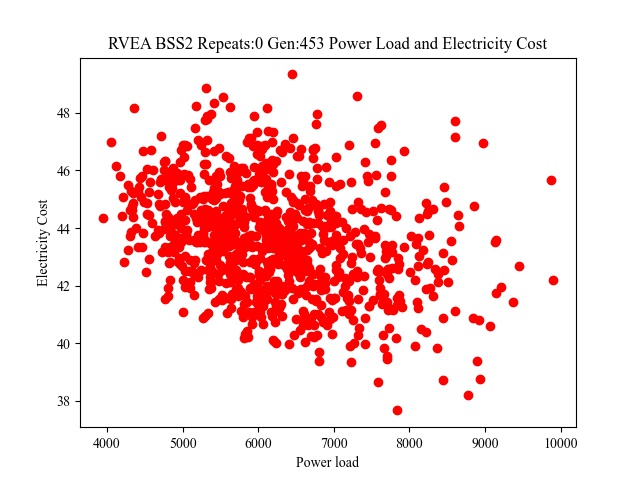 RVEA BSS2 Repeats:0 Gen:453 Power Load and Electricity Cost
48
46
44
42
40
38
Electricity Cost
4000 5000 6000 7000 8000 9000 10000
Power load